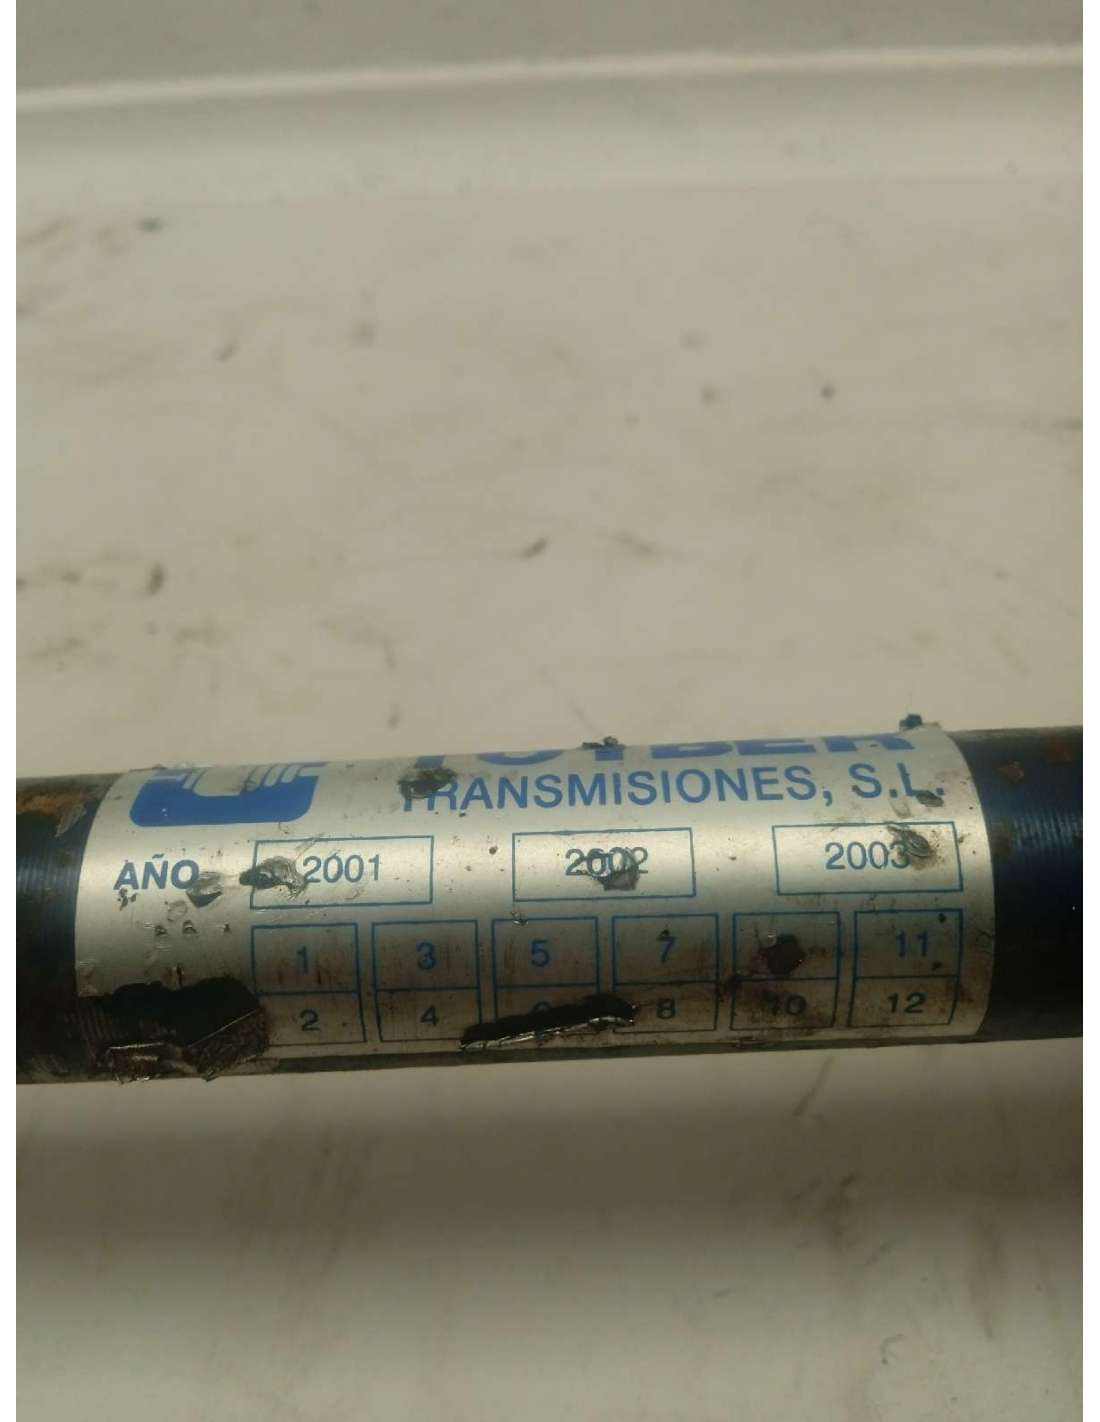 TRANSMISIONES, S.L.
AÑO 2001 2002 2003
1 3 5 7 11
2 4 8 10 12